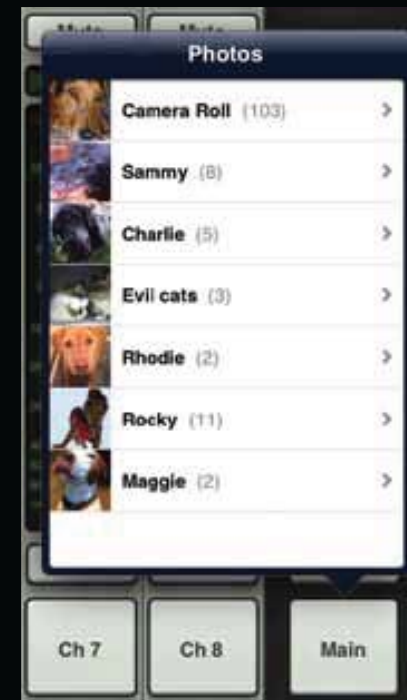 Photos
Camera Roll (103)
Sammy (8)
Charlie (5)
Evil cats (3)
Rhodie (2)
Rocky (11)
Maggie (2)
Ch 7 Ch 8 Main